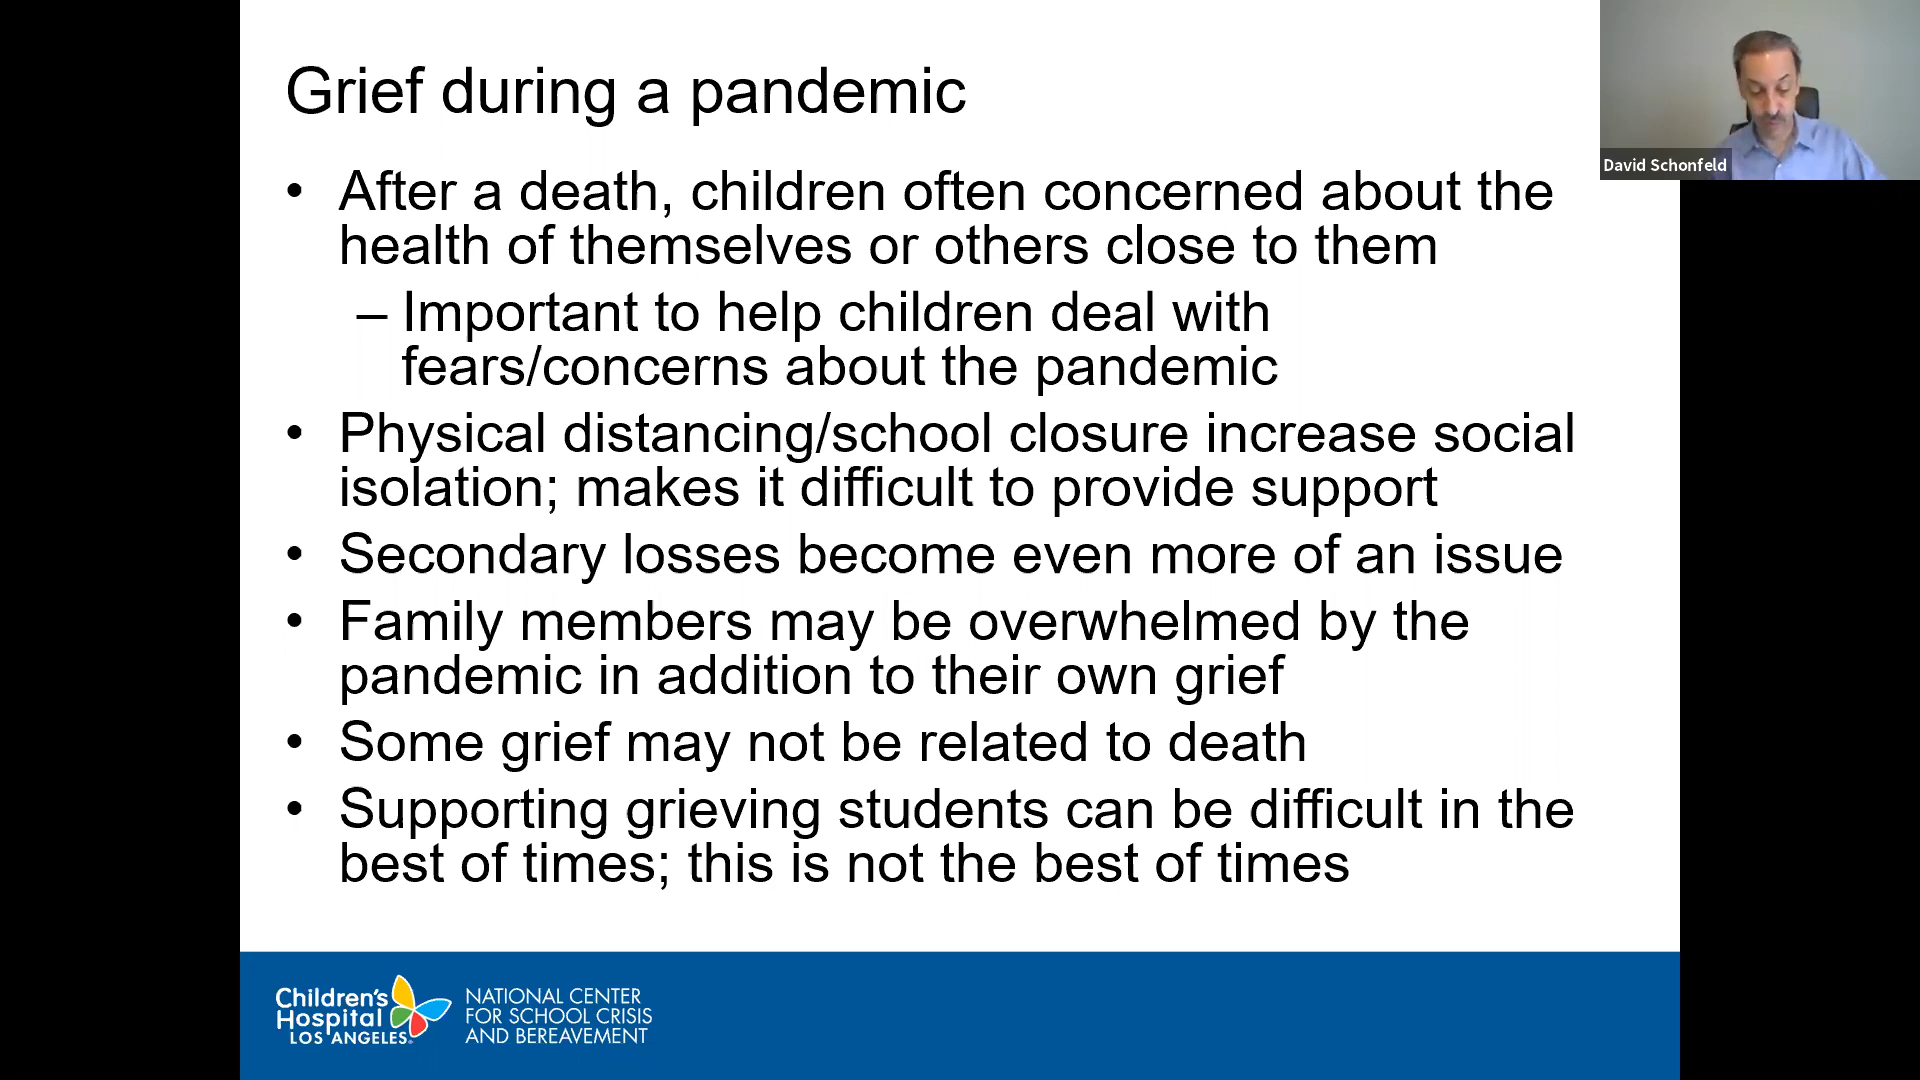 Grief during a pandemic
• After a death, children often concerned about the
health of themselves or others close to them
– Important to help children deal with
fears/concerns about the pandemic
• Physical distancing/school closure increase social
isolation; makes it difficult to provide support
• Secondary losses become even more of an issue
• Family members may be overwhelmed by the
pandemic in addition to their own grief
• Some grief may not be related to death
• Supporting grieving students can be difficult in the
best of times; this is not the best of times
David Schonfeld
Children's
Hospital
LOS ANGELES
NATIONAL CENTER
FOR SCHOOL CRISIS
AND BEREAVEMENT